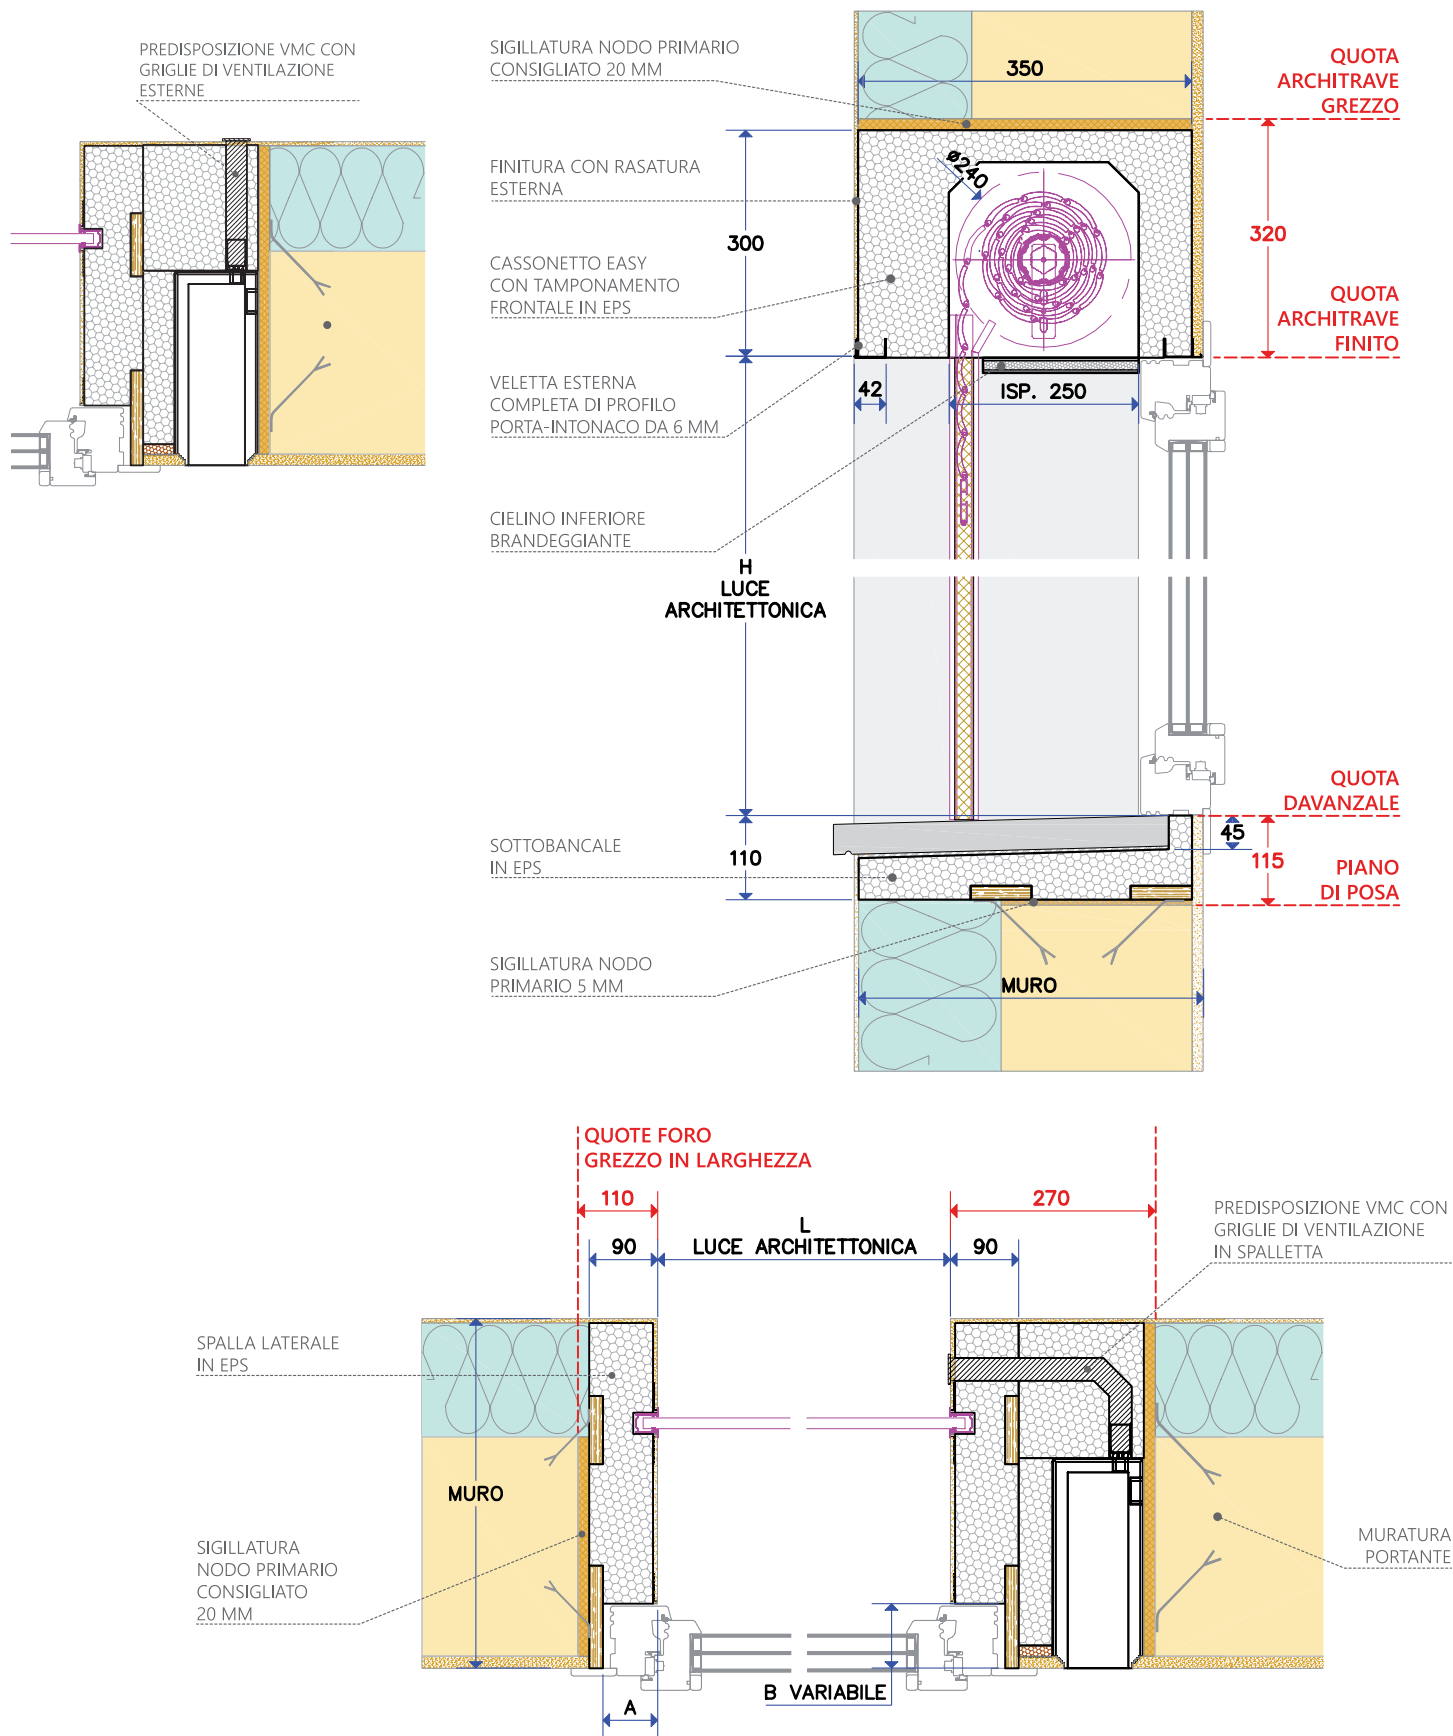 PREDISPOSIZIONE VMC CON
GRIGLIE DI VENTILAZIONE
ESTERNE
SIGILLATURA NODO PRIMARIO
CONSIGLIATO 20 MM
FINITURA CON RASATURA
ESTERNA
CASSONETTO EASY
CON TAMPONAMENTO
FRONTALE IN EPS
VELETTA ESTERNA
COMPLETA DI PROFILO
PORTA-INTONACO DA 6 MM
CIELINO INFERIORE
BRANDEGGIANTE
350
ø240
300
42
ISP. 250
QUOTA
ARCHITRAVE
GREZZO
320
QUOTA
ARCHITRAVE
FINITO
H
LUCE
ARCHITETTONICA
QUOTA
DAVANZALE
45
115
110
PIANO
DI POSA
SOTTOBANCALE
IN EPS
SIGILLATURA NODO
PRIMARIO 5 MM
MURO
QUOTE FORO
GREZZO IN LARGHEZZA
110
270
90
L
LUCE ARCHITETTONICA
90
PREDISPOSIZIONE VMC CON
GRIGLIE DI VENTILAZIONE
IN SPALLETTA
SPALLA LATERALE
IN EPS
MURO
SIGILLATURA
NODO PRIMARIO
CONSIGLIATO
20 MM
MURATURA
PORTANTE
A
B VARIABILE